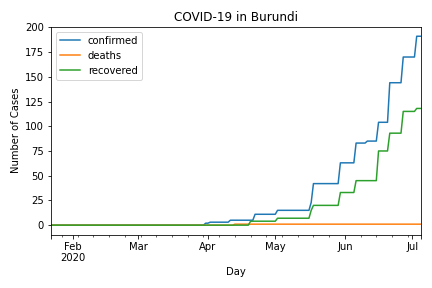 COVID-19 in Burundi
confirmed
deaths
recovered
Number of Cases
200
175
150
125
100
75
50
25
0
Feb Mar Apr May Jun Jul
2020
Day